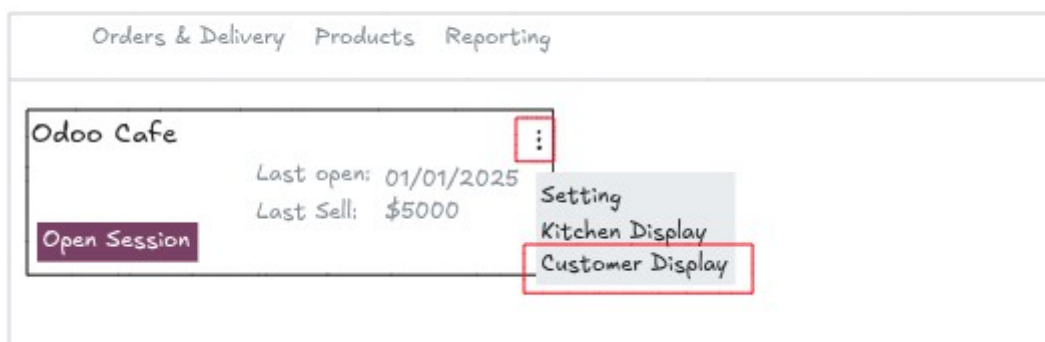 Orders & Delivery Products Reporting
Odoo Cafe
Last open: 01/01/2025
Last Sell: $5000
Open Session
Setting
Kitchen Display
Customer Display